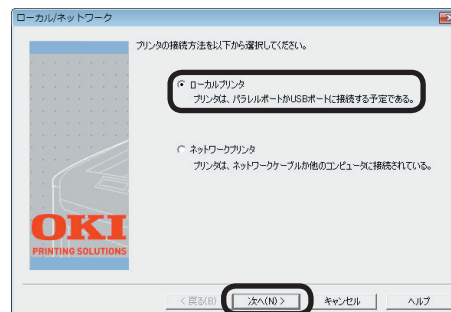 ローカル/ネットワーク
プリンタの接続方法を以下から選択してください。
ローカルプリンタ
プリンタは、パラレルポートかUSBポートに接続する予定である。
ネットワークプリンタ
プリンタは、ネットワークケーブルか他のコンピュータに接続されている。
OKI
PRINTING SOLUTIONS
< 戻る(B)
次へ(N) >
キャンセル
ヘルプ